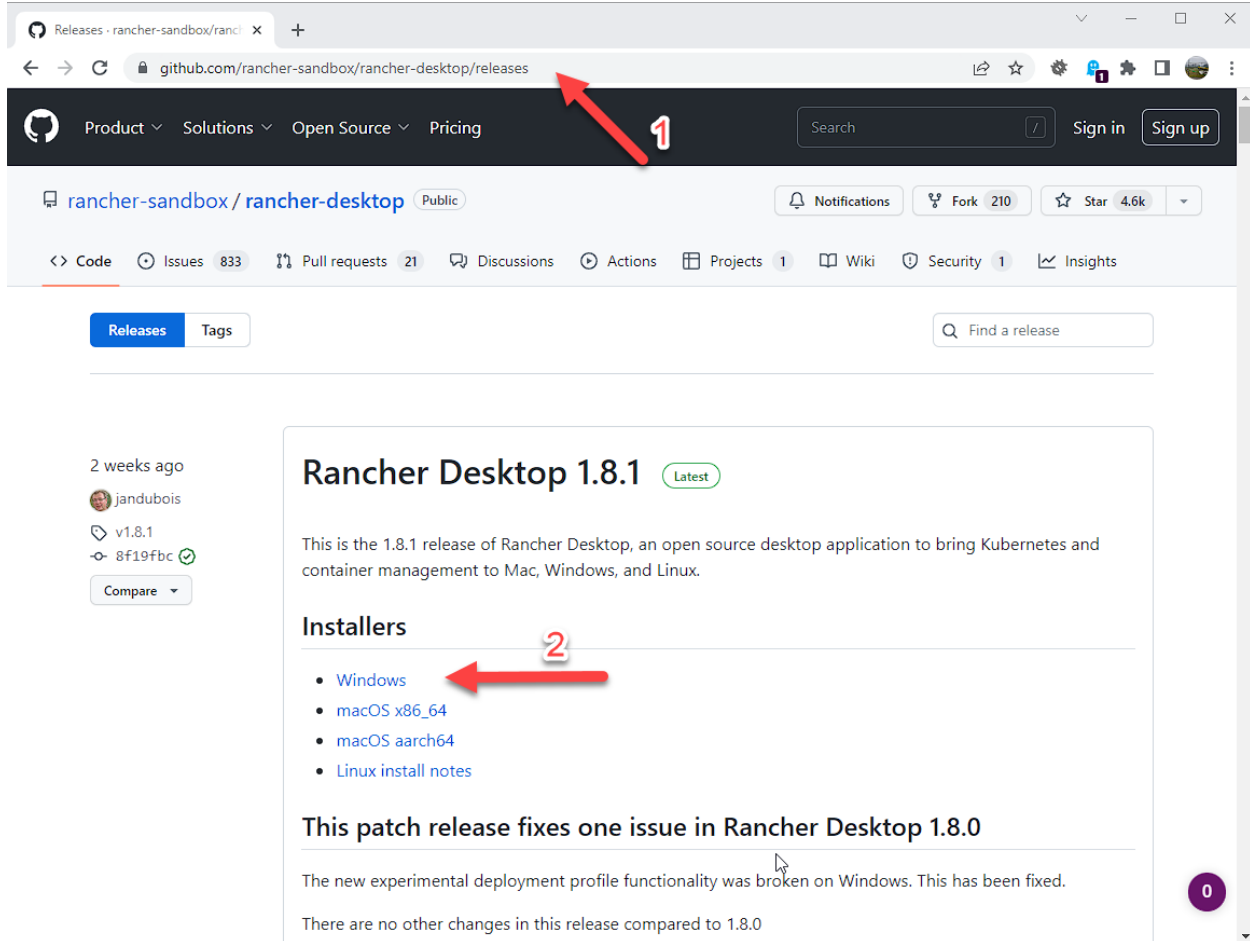 Releases · rancher-sandbox/ranch
github.com/rancher-sandbox/rancher-desktop/releases
1
1
Product Solutions Open Source Pricing
Search /
Sign in Sign up
rancher-sandbox / rancher-desktop Public
Notifications Fork 210 Star 4.6k
Code Issues 833 Pull requests 21 Discussions Actions Projects 1 Wiki Security 1 Insights
Releases Tags
Find a release
2 weeks ago
jandubois
v1.8.1
8f19fbc
Compare
Rancher Desktop 1.8.1 Latest
This is the 1.8.1 release of Rancher Desktop, an open source desktop application to bring Kubernetes and
container management to Mac, Windows, and Linux.
Installers
2
• Windows
• macOS x86_64
• macOS aarch64
• Linux install notes
This patch release fixes one issue in Rancher Desktop 1.8.0
The new experimental deployment profile functionality was broken on Windows. This has been fixed.
0
There are no other changes in this release compared to 1.8.0